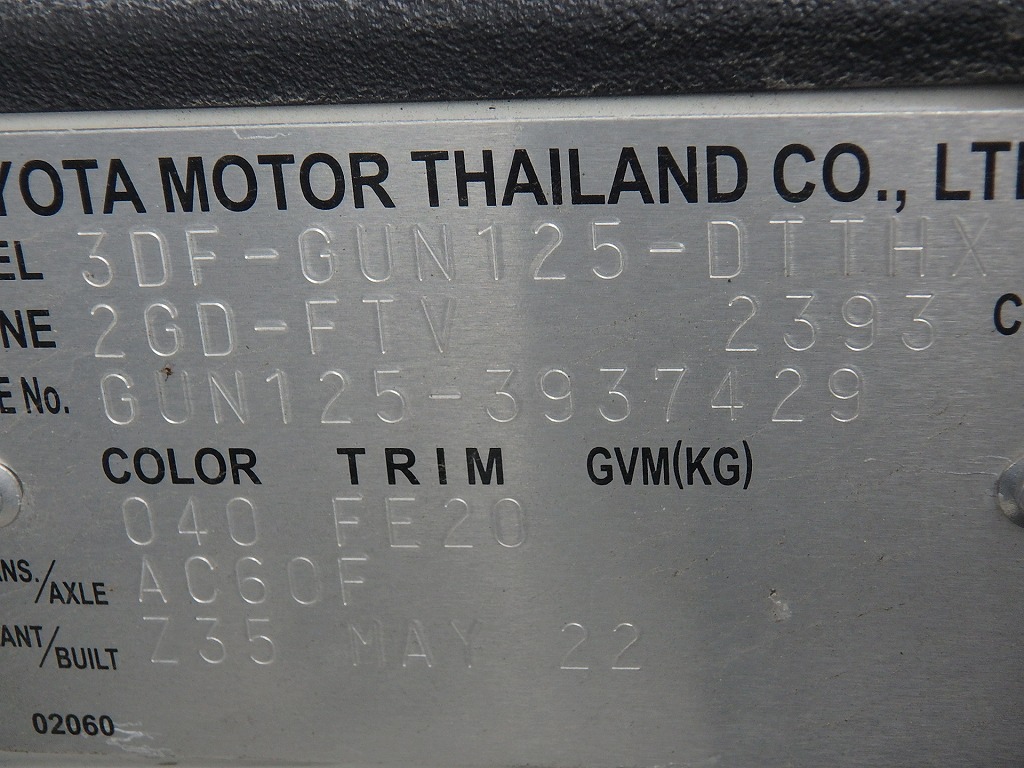 YOTA MOTOR THAILAND CO., LT
EL 3DF-GUN125-DTTHX
NE 2GD-FTV 2393 C
E No. GUN125-3937429
COLOR TRIM GVM(KG)
040 FE20
NS./AXLE AC60F
ANT/BUILT Z35 MAY 22
02060